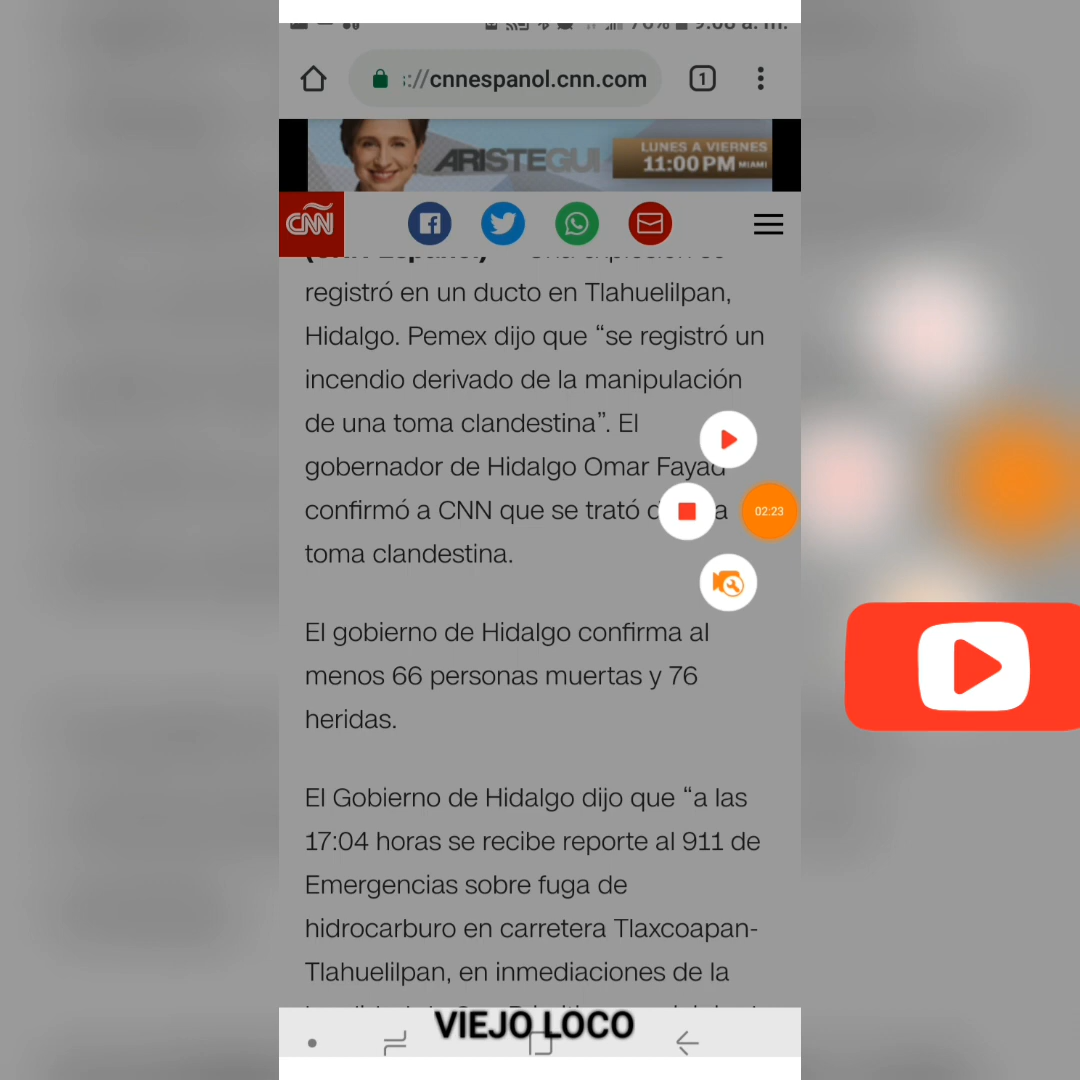 9:08 a. m.
://cnnespanol.cnn.com
1
ARISTEGUI
LUNES A VIERNES
11:00 PM MIAMI
CNN
registró en un ducto en Tlahuelilpan,
Hidalgo. Pemex dijo que “se registró un
incendio derivado de la manipulación
de una toma clandestina”. El
gobernador de Hidalgo Omar Fayad
confirmó a CNN que se trató
toma clandestina.
02:23
El gobierno de Hidalgo confirma al
menos 66 personas muertas y 76
heridas.
El Gobierno de Hidalgo dijo que “a las
17:04 horas se recibe reporte al 911 de
Emergencias sobre fuga de
hidrocarburo en carretera Tlaxcoapan-
Tlahuelilpan, en inmediaciones de la
VIEJO LOCO